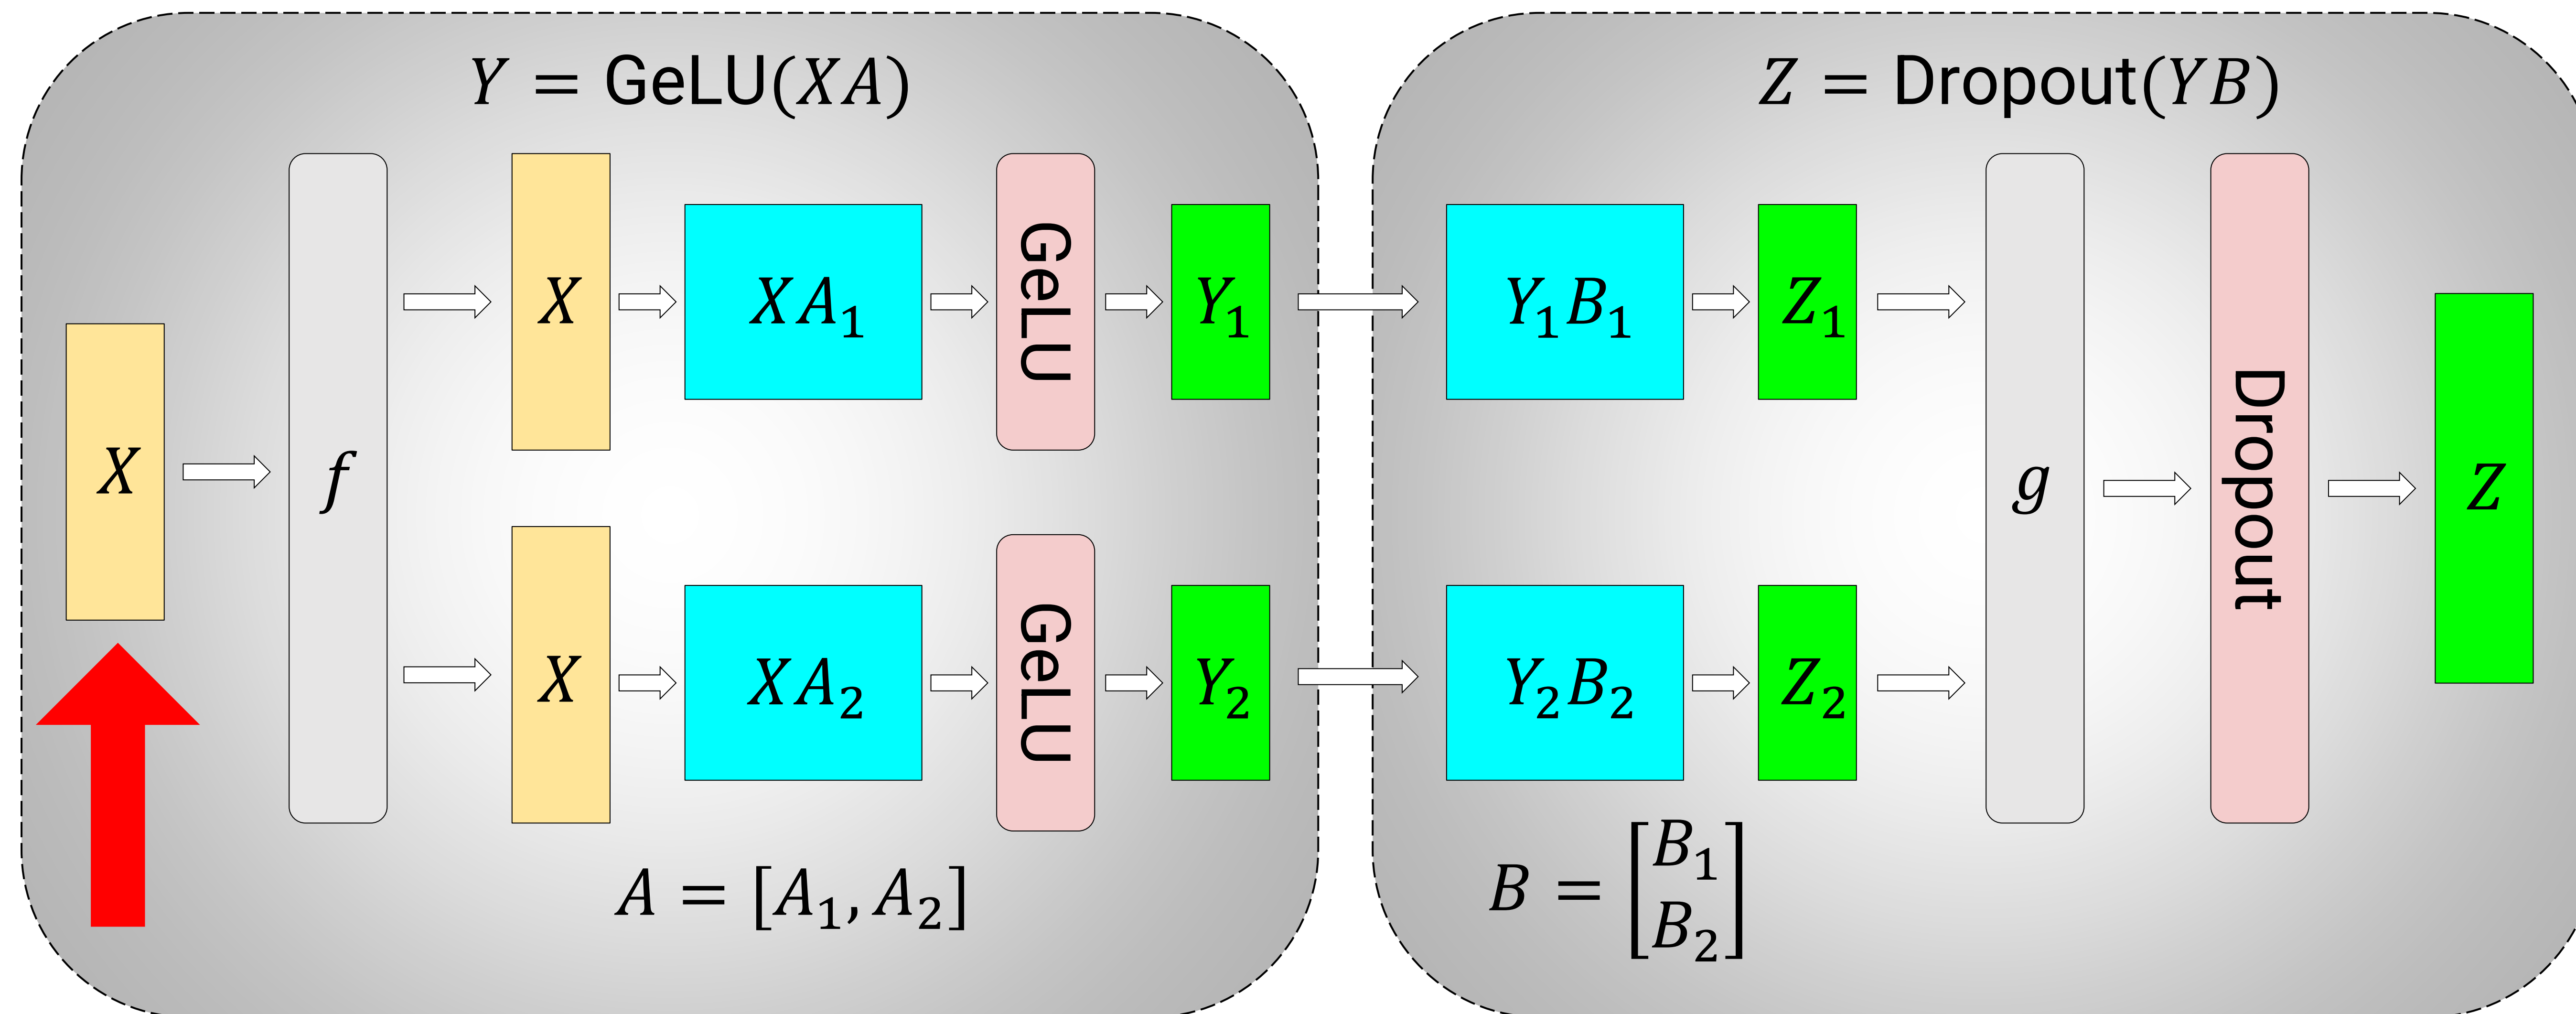 Y = GeLU(XA)
X
f
X
XA₁
GeLU
Y₁
X
XA₂
GeLU
Y₂
A = [A₁, A₂]
Z = Dropout(YB)
Y₁B₁
Z₁
Y₂B₂
Z₂
g
Dropout
Z
B = [B₁
B₂]